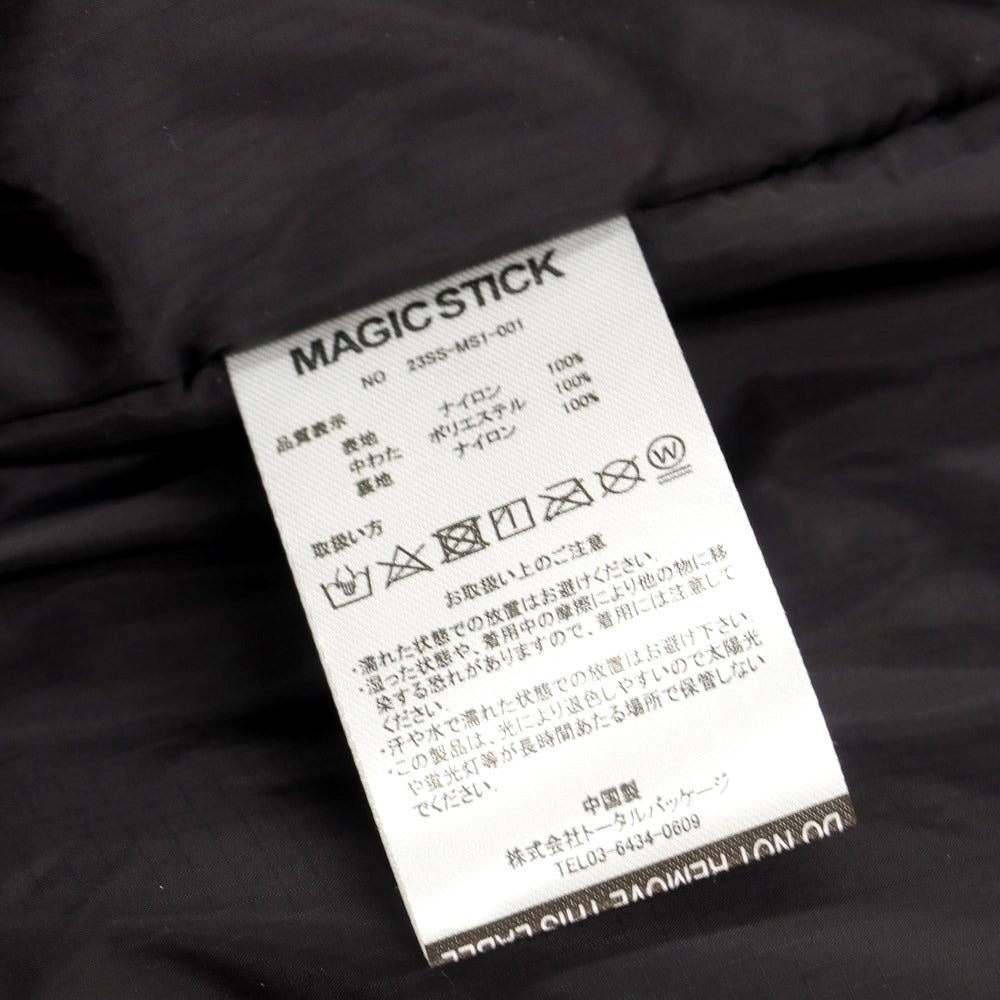 MAGIC STICK
NO 23SS-MS1-001
品質表示
表地 ナイロン 100%
中わた ポリエステル 100%
裏地 ナイロン 100%
取扱い方
W
お取扱い上のご注意
・濡れた状態での放置はお避けください。
・湿った状態や、着用中の摩擦により他の物に移
染する恐れがありますので、着用には注意して
ください。
・汗や水で濡れた状態での放置はお避け下さい。
・この製品は、光により退色しやすいので太陽光
や蛍光灯等が長時間あたる場所で保管しない
でください。
中国製
株式会社トータルパッケージ
TEL03-6434-0609
DO NOT REMOVE THIS LABEL